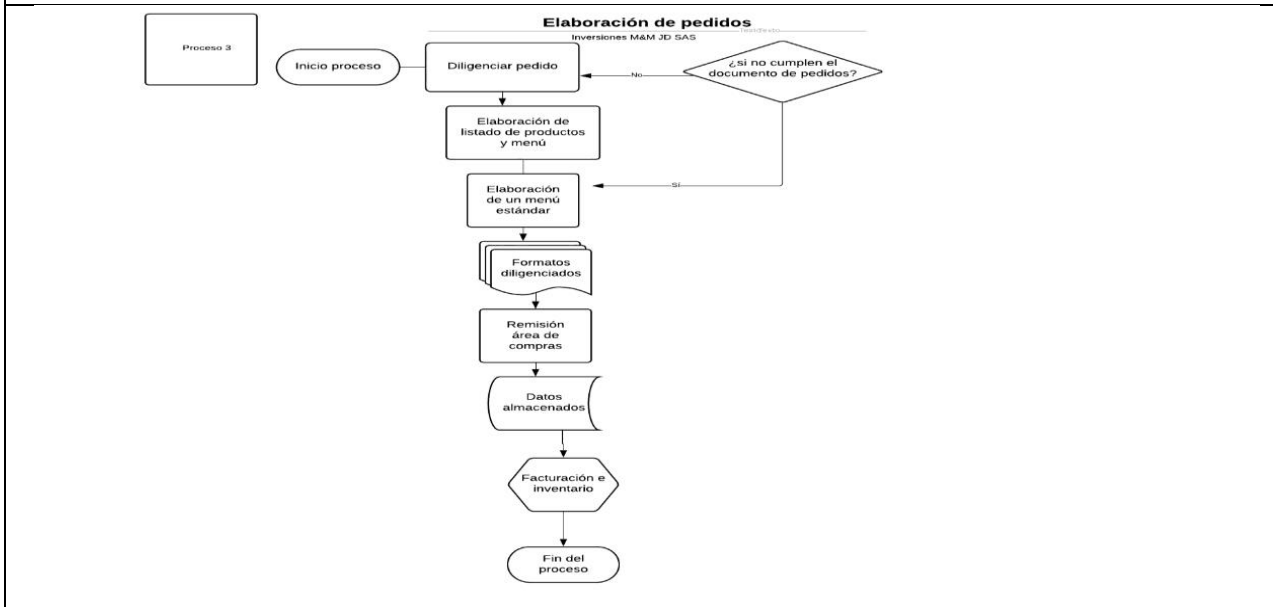 Elaboración de pedidos
Inversiones M&M JD SAS
Proceso 3
Inicio proceso
Diligenciar pedido
No
¿si no cumplen el
documento de pedidos?
Elaboración de
listado de productos
y menú
Elaboración
de un menú
estándar
Sí
Formatos
diligenciados
Remisión
área de
compras
Datos
almacenados
Facturación e
inventario
Fin del
proceso